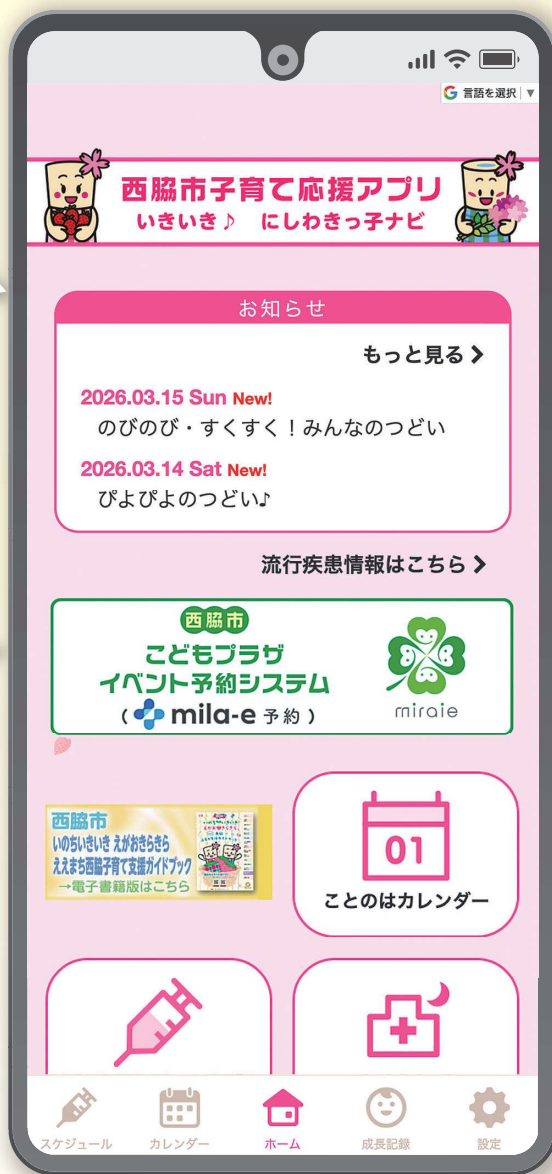 言語を選択
西脇市子育て応援アプリ
いきいき♪ にしわきっ子ナビ
お知らせ
もっと見る
2026.03.15 Sun New!
のびのび・すくすく！みんなのつどい
2026.03.14 Sat New!
ぴよぴよのつどい♪
流行疾患情報はこちら
西脇市
こどもプラザ
イベント予約システム
( mila-e 予約 )
miraie
西脇市
いのちいきいき えがおきらきら
ええまち西脇子育て支援ガイドブック
→電子書籍版はこちら
01
ことのはカレンダー
スケジュール
カレンダー
ホーム
成長記録
設定